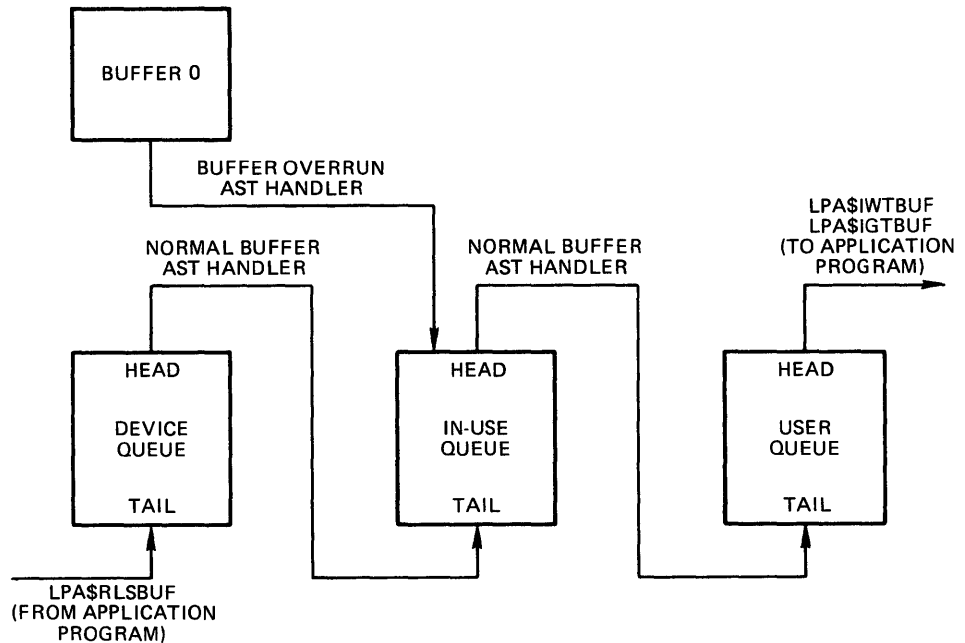 BUFFER 0
BUFFER OVERRUN
AST HANDLER
LPA$IWTBUF
LPA$IGTBUF
(TO APPLICATION
PROGRAM)
NORMAL BUFFER
AST HANDLER
NORMAL BUFFER
AST HANDLER
HEAD
DEVICE
QUEUE
TAIL
HEAD
IN-USE
QUEUE
TAIL
HEAD
USER
QUEUE
TAIL
LPA$RLSBUF
(FROM APPLICATION
PROGRAM)